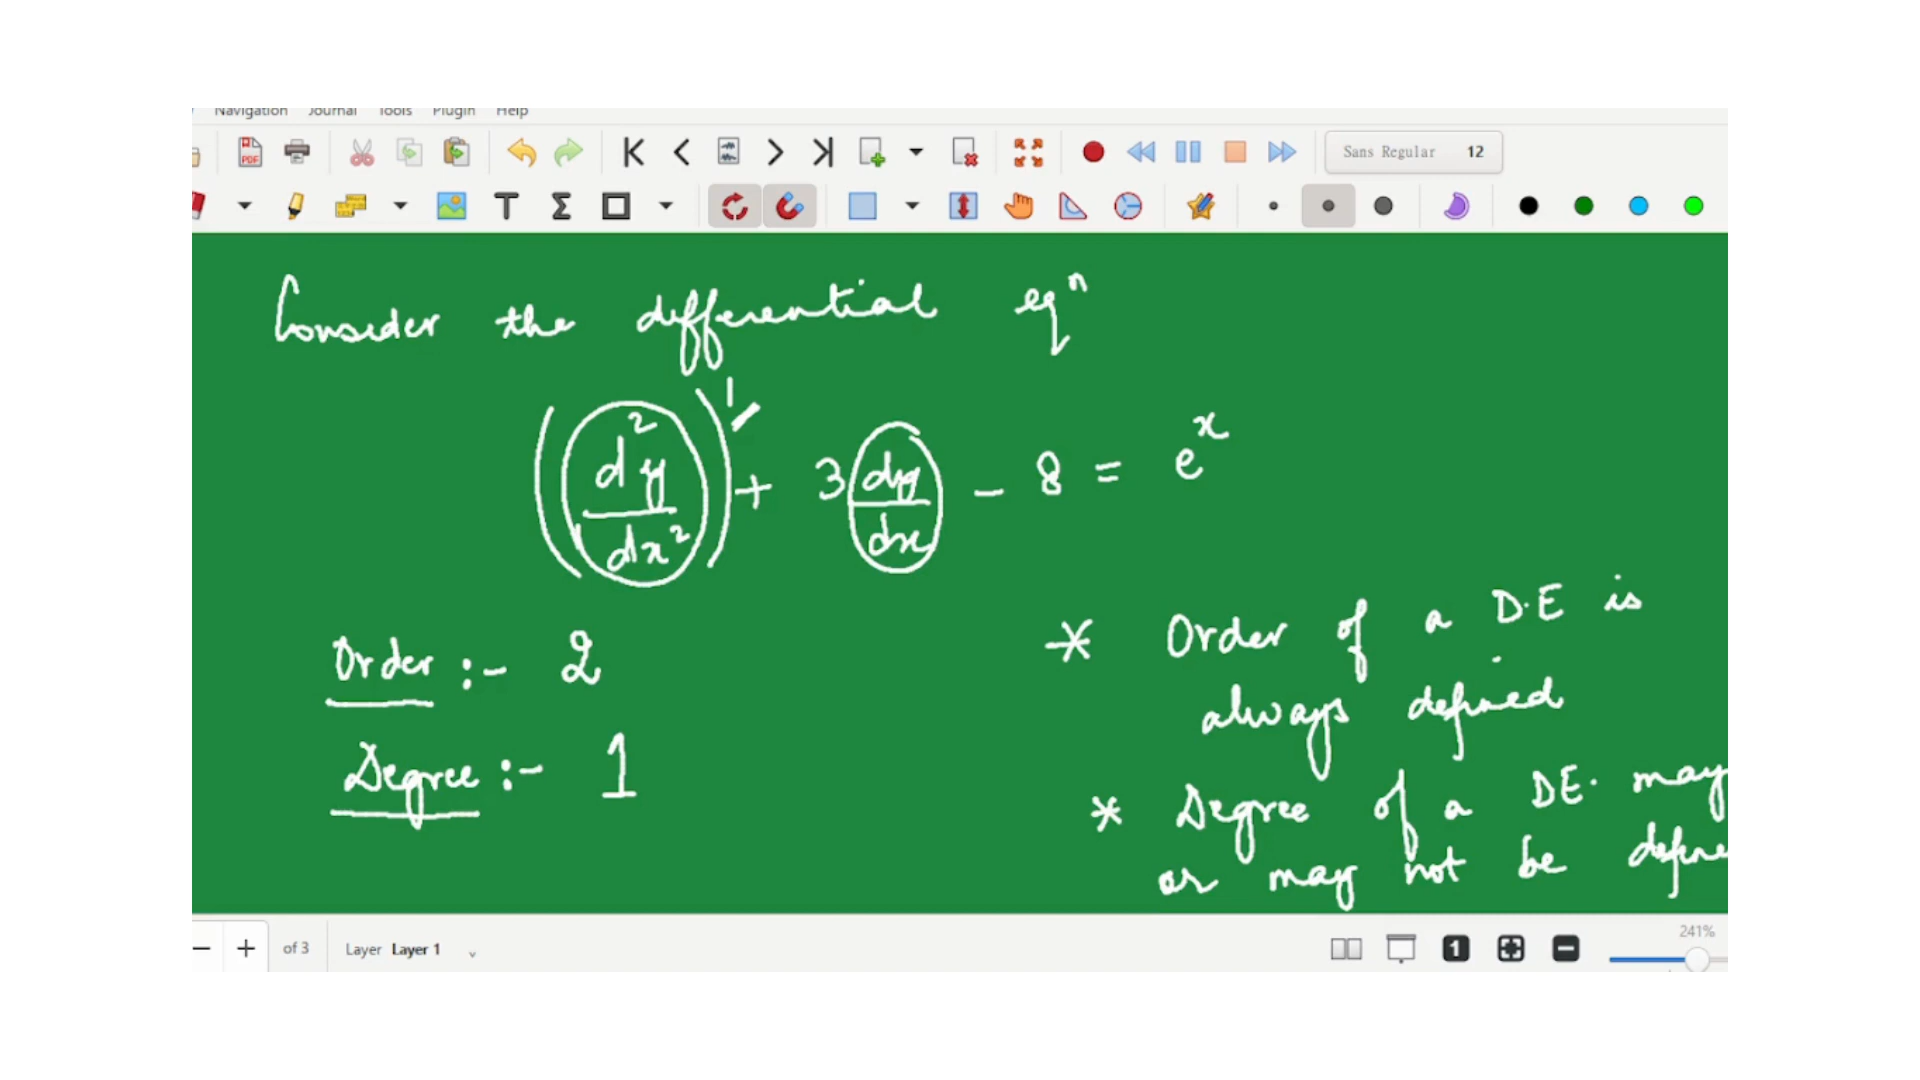 Navigation Journal Tools Plugin Help
Sans Regular 12
Consider the differential eqⁿ
(d²y/dx²)¹ + 3 dy/dx - 8 = eˣ
Order :- 2
Degree :- 1
* Order of a D.E is
always defined
* Degree of a DE. may
or may not be define
of 3 Layer Layer 1
1
241%